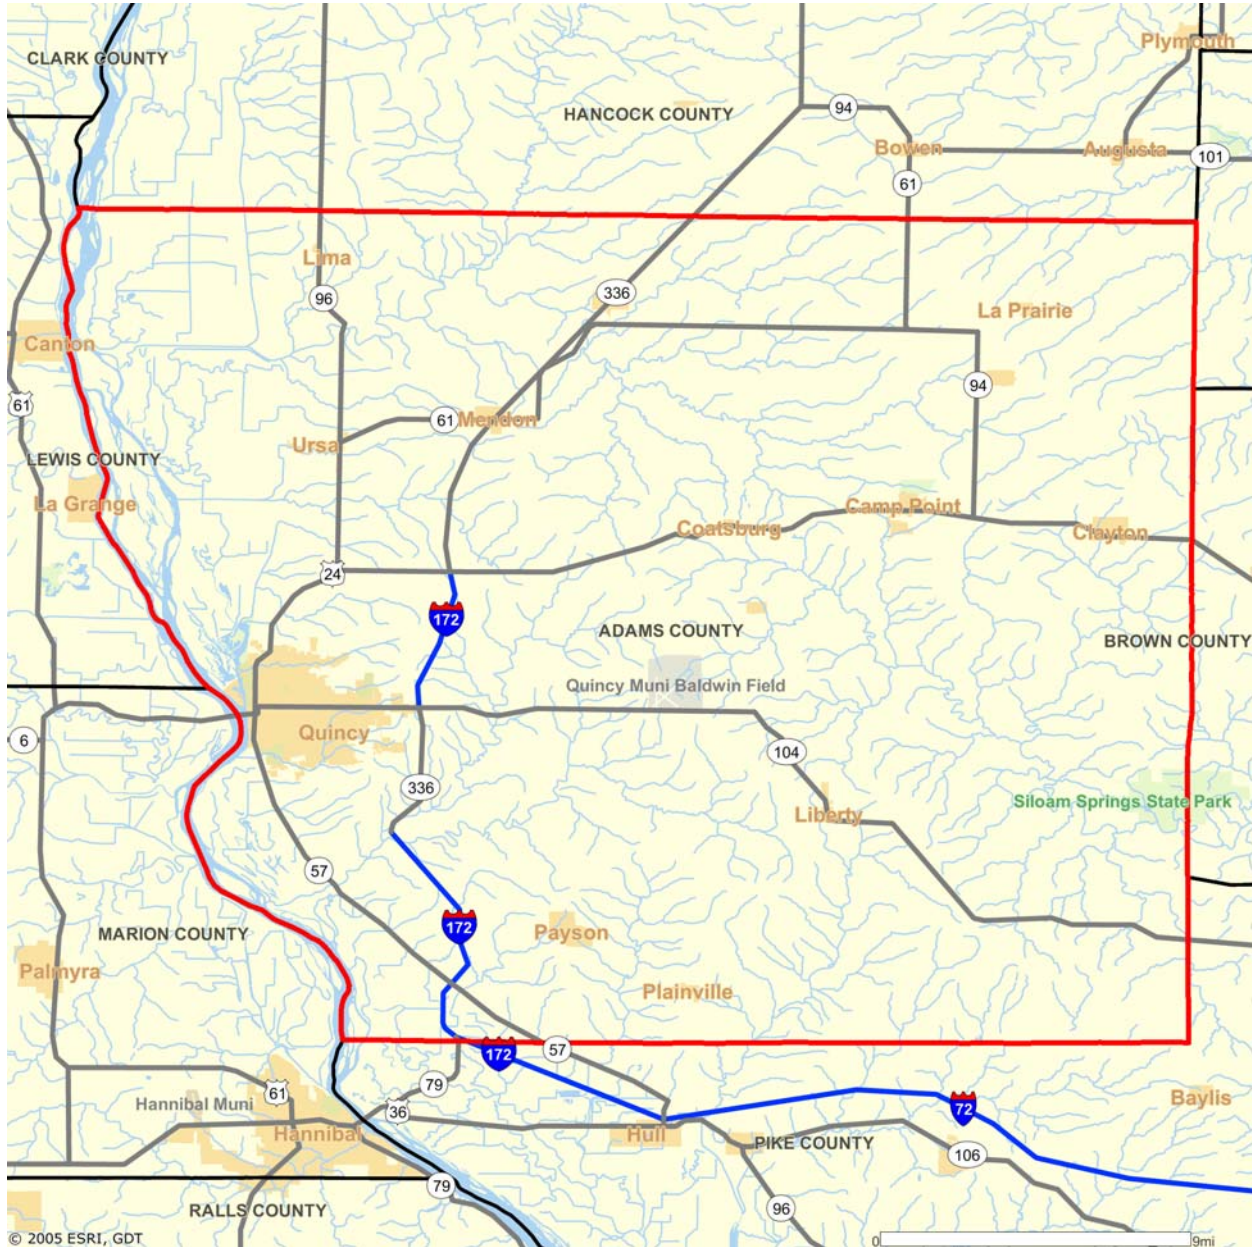 Plymouth
CLARK COUNTY
HANCOCK COUNTY
94
Bowen
Augusta
101
61
Lima
96
336
La Prairie
Canton
94
61
61
Mendon
Ursa
LEWIS COUNTY
La Grange
Camp Point
Coatsburg
Clayton
24
172
ADAMS COUNTY
BROWN COUNTY
Quincy Muni Baldwin Field
Quincy
6
104
336
Siloam Springs State Park
Liberty
57
172
Payson
MARION COUNTY
Palmyra
Plainville
172
57
79
61
36
Hannibal Muni
Baylis
72
Hannibal
Hull
PIKE COUNTY
106
79
96
RALLS COUNTY
© 2005 ESRI, GDT
0 9mi